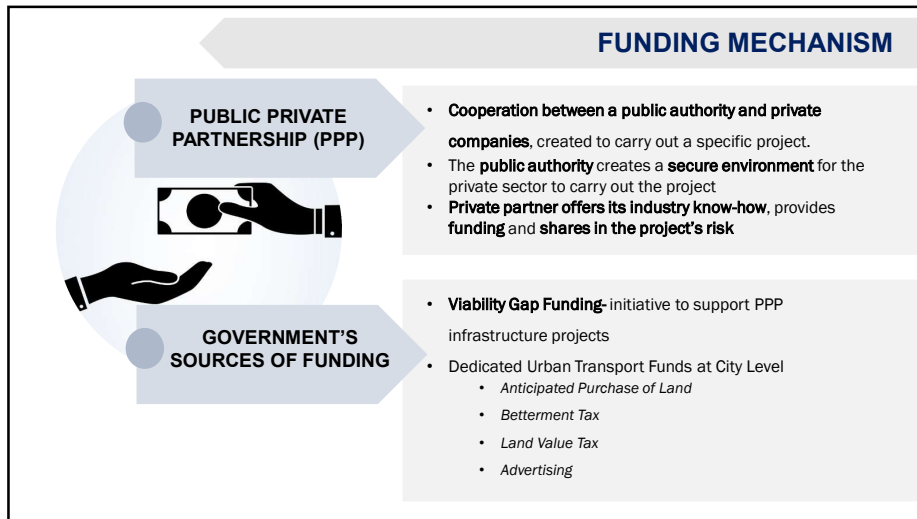 FUNDING MECHANISM
PUBLIC PRIVATE
PARTNERSHIP (PPP)
• Cooperation between a public authority and private
companies, created to carry out a specific project.
• The public authority creates a secure environment for the
private sector to carry out the project
• Private partner offers its industry know-how, provides
funding and shares in the project's risk
GOVERNMENT'S
SOURCES OF FUNDING
• Viability Gap Funding- initiative to support PPP
infrastructure projects
• Dedicated Urban Transport Funds at City Level
• Anticipated Purchase of Land
• Betterment Tax
• Land Value Tax
• Advertising